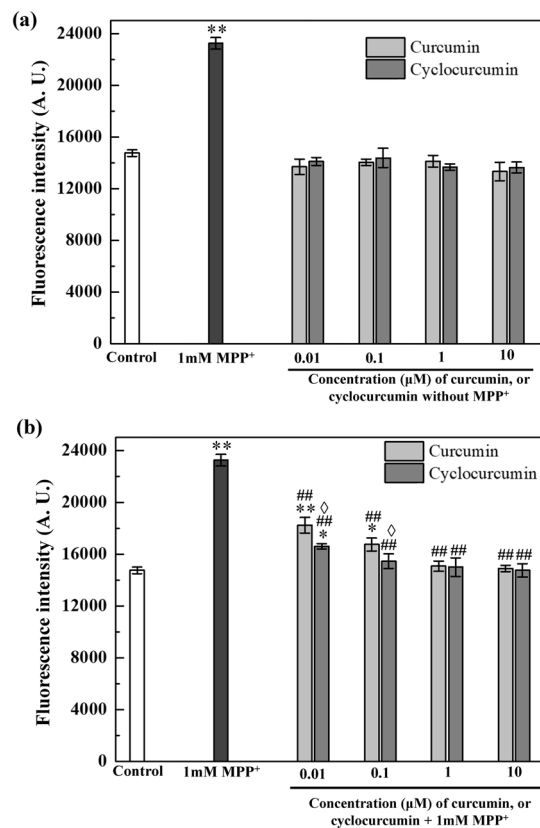 (a)
24000
20000
16000
12000
8000
4000
0
Fluorescence intensity (A. U.)
**
Curcumin
Cyclocurcumin
Control
1mM MPP⁺
0.01
0.1
1
10
Concentration (μM) of curcumin, or
cyclocurcumin without MPP⁺
(b)
24000
20000
16000
12000
8000
4000
0
Fluorescence intensity (A. U.)
**
Curcumin
Cyclocurcumin
##
**
◊
##
*
##
*
◊
##
## ##
## ##
Control
1mM MPP⁺
0.01
0.1
1
10
Concentration (μM) of curcumin, or
cyclocurcumin + 1mM MPP⁺